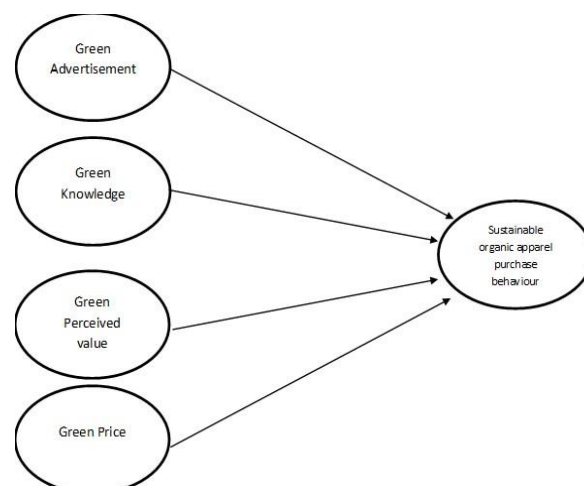 Green
Advertisement
Green
Knowledge
Green
Perceived
value
Green Price
Sustainable
organic apparel
purchase
behaviour